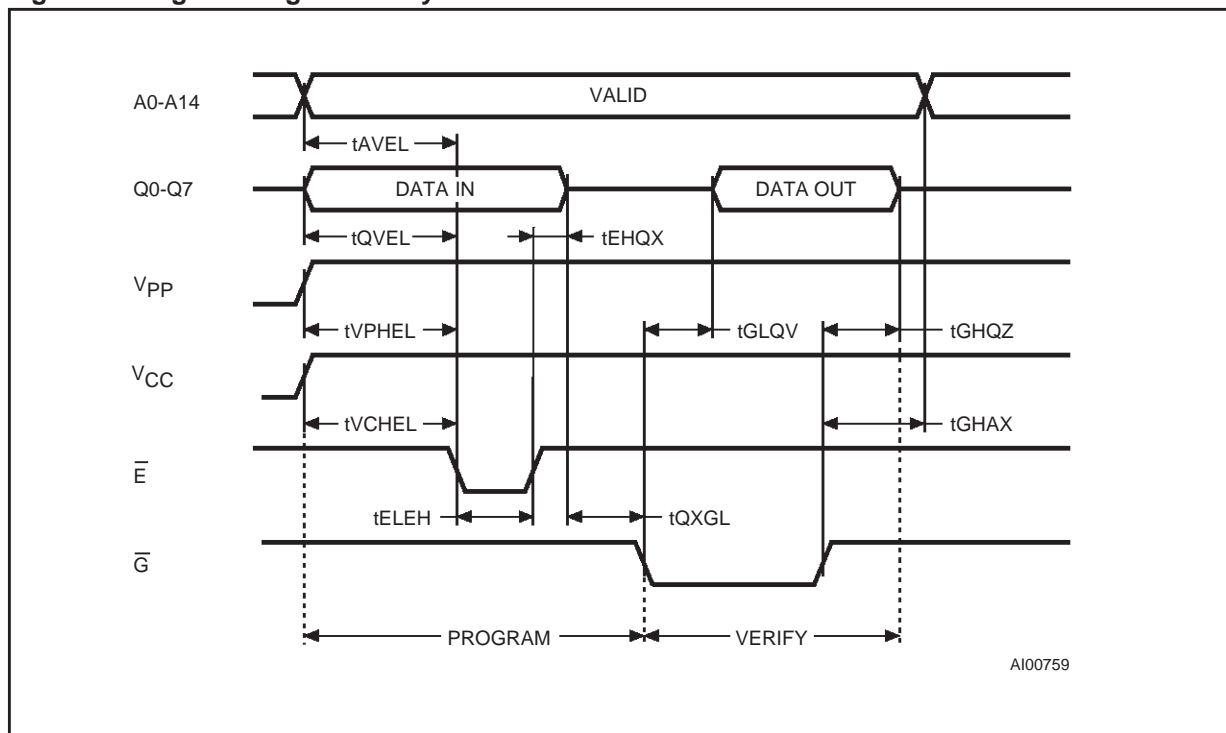 A0-A14
VALID
tAVEL
Q0-Q7
DATA IN
DATA OUT
tQVEL
tEHQX
VPP
tVPHEL
tGLQV
tGHQZ
VCC
tVCHEL
tGHAX
E̅
tELEH
tQXGL
G̅
PROGRAM
VERIFY
AI00759